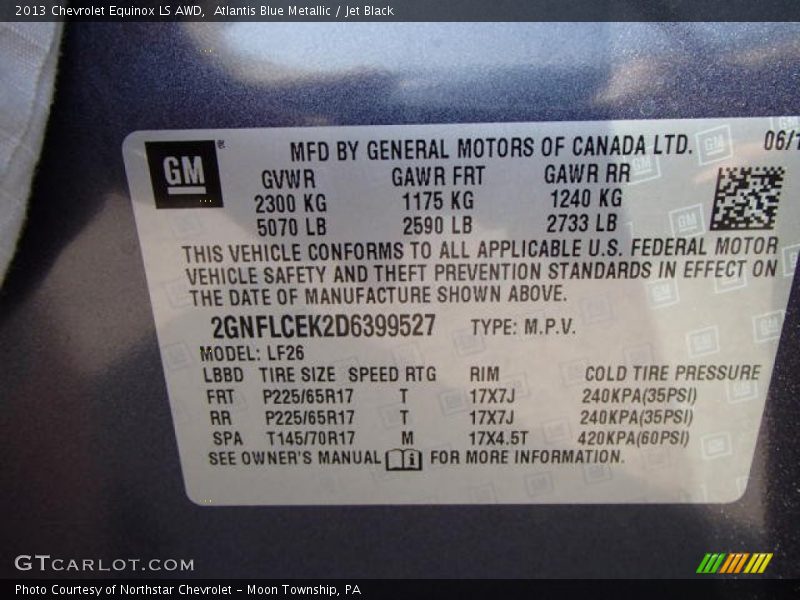 2013 Chevrolet Equinox LS AWD, Atlantis Blue Metallic / Jet Black
GM®
MFD BY GENERAL MOTORS OF CANADA LTD. 06/1
GVWR GAWR FRT GAWR RR
2300 KG 1175 KG 1240 KG
5070 LB 2590 LB 2733 LB
THIS VEHICLE CONFORMS TO ALL APPLICABLE U.S. FEDERAL MOTOR
VEHICLE SAFETY AND THEFT PREVENTION STANDARDS IN EFFECT ON
THE DATE OF MANUFACTURE SHOWN ABOVE.
2GNFLCEK2D6399527 TYPE: M.P.V.
MODEL: LF26
LBBD TIRE SIZE SPEED RTG RIM COLD TIRE PRESSURE
FRT P225/65R17 T 17X7J 240KPA(35PSI)
RR P225/65R17 T 17X7J 240KPA(35PSI)
SPA T145/70R17 M 17X4.5T 420KPA(60PSI)
SEE OWNER'S MANUAL FOR MORE INFORMATION.
GTCARLOT.COM
Photo Courtesy of Northstar Chevrolet - Moon Township, PA